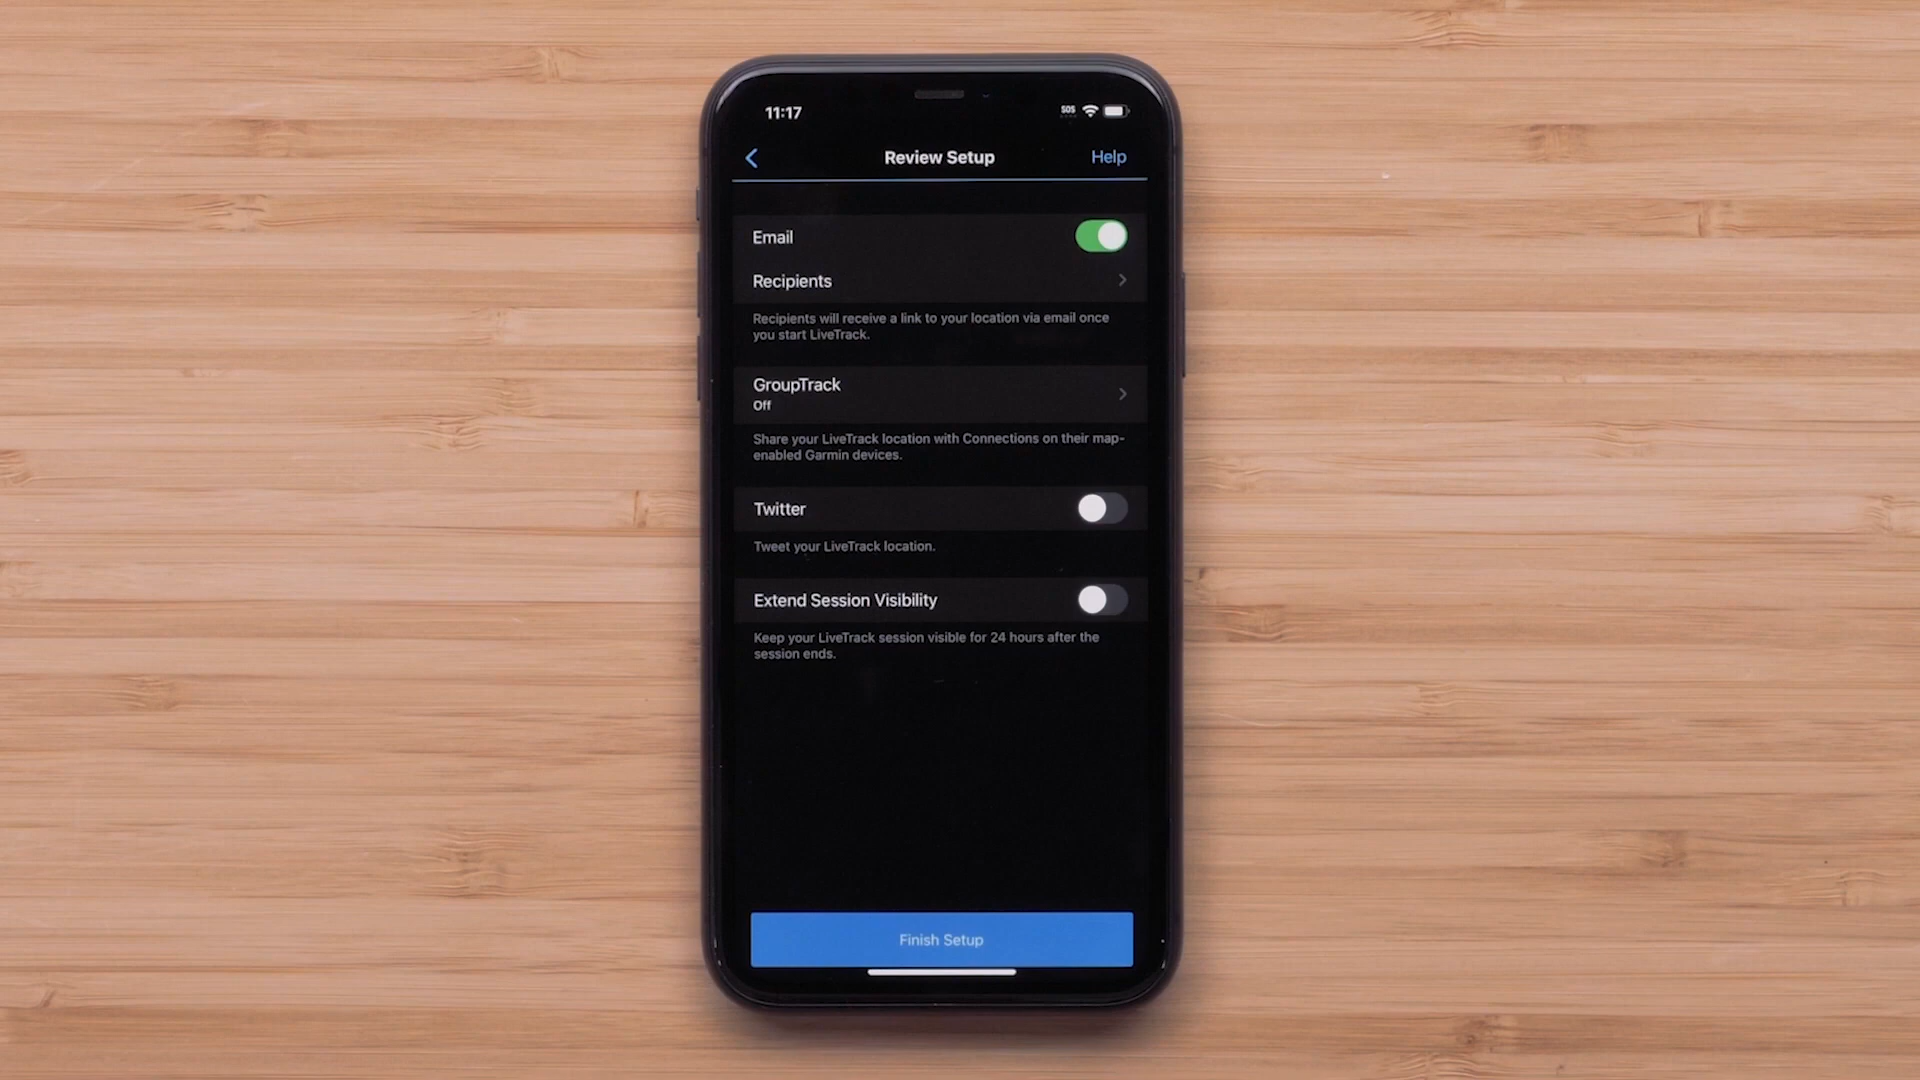 11:17
SOS
Review Setup
Help
Email
Recipients
Recipients will receive a link to your location via email once
you start LiveTrack.
GroupTrack
Off
Share your LiveTrack location with Connections on their map-
enabled Garmin devices.
Twitter
Tweet your LiveTrack location.
Extend Session Visibility
Keep your LiveTrack session visible for 24 hours after the
session ends.
Finish Setup